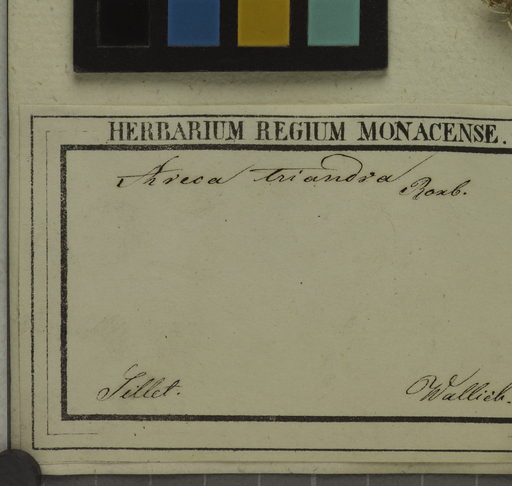 HERBARIUM REGIUM MONACENSE.
Areca triandra Roxb.
Sillet. Wallich.